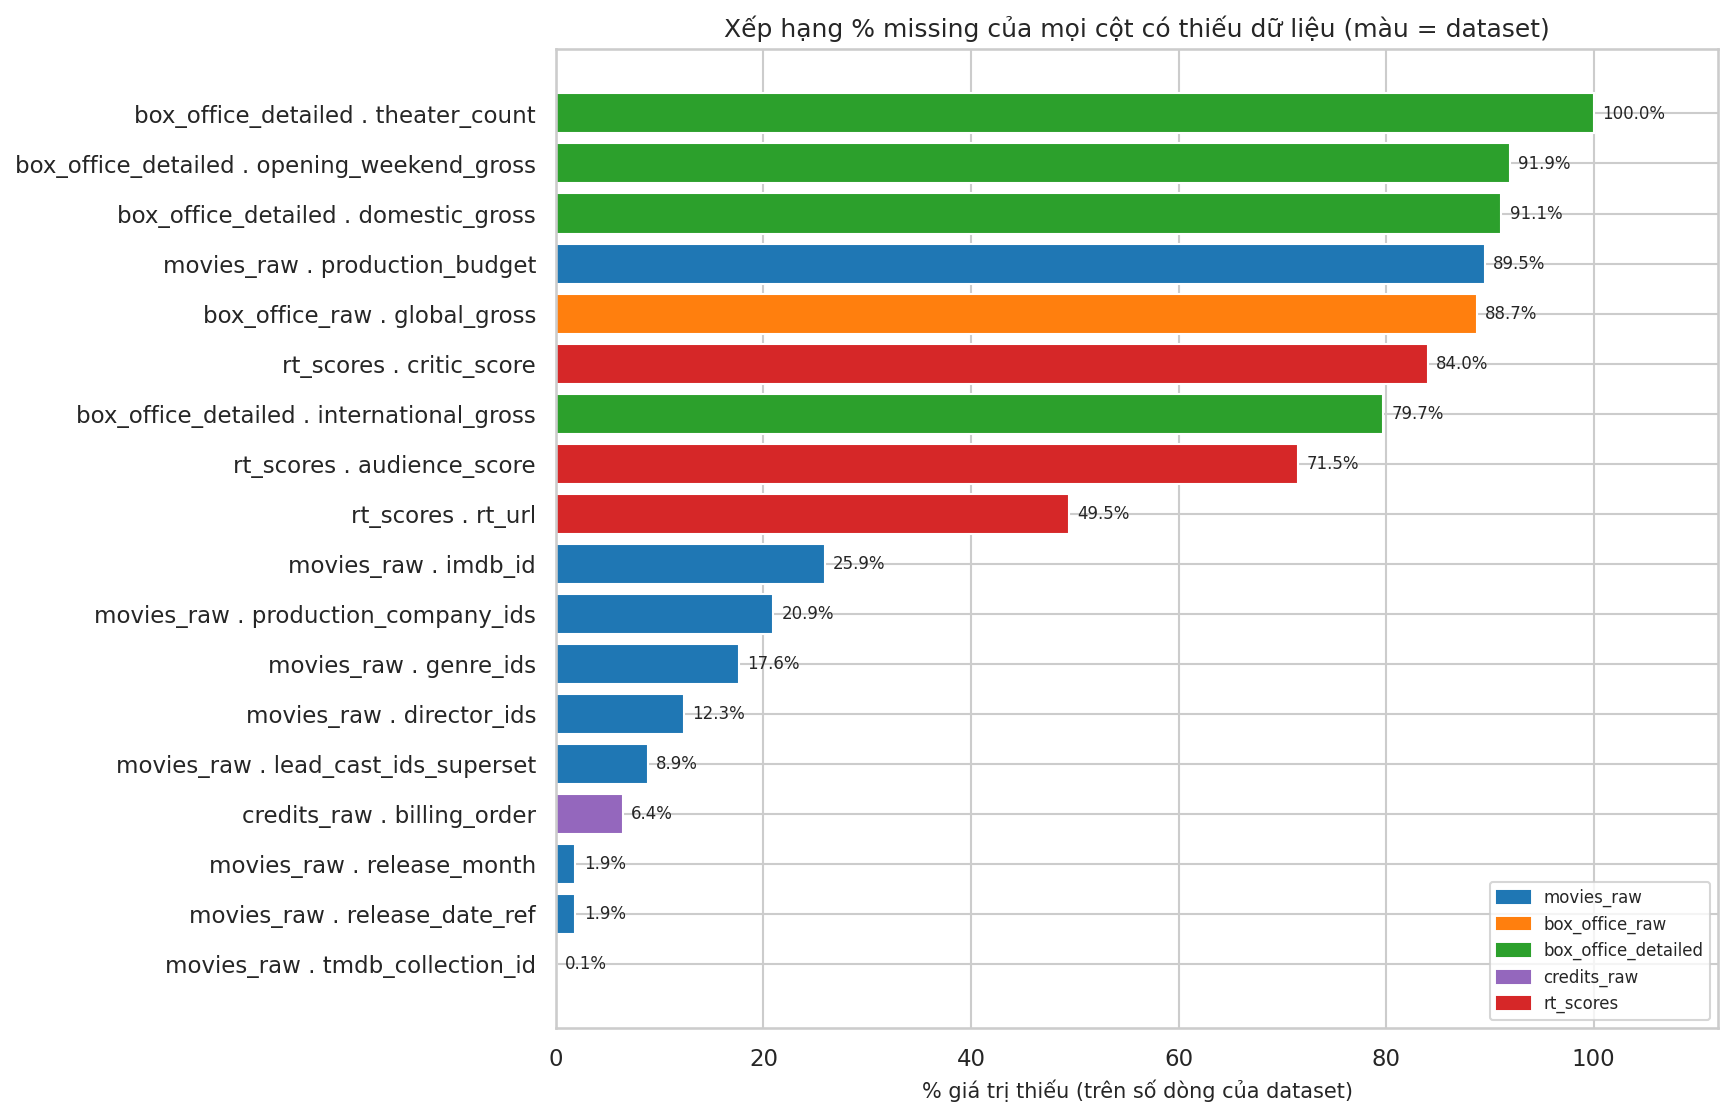 Xếp hạng % missing của mọi cột có thiếu dữ liệu (màu = dataset)
box_office_detailed . theater_count 100.0%
box_office_detailed . opening_weekend_gross 91.9%
box_office_detailed . domestic_gross 91.1%
movies_raw . production_budget 89.5%
box_office_raw . global_gross 88.7%
rt_scores . critic_score 84.0%
box_office_detailed . international_gross 79.7%
rt_scores . audience_score 71.5%
rt_scores . rt_url 49.5%
movies_raw . imdb_id 25.9%
movies_raw . production_company_ids 20.9%
movies_raw . genre_ids 17.6%
movies_raw . director_ids 12.3%
movies_raw . lead_cast_ids_superset 8.9%
credits_raw . billing_order 6.4%
movies_raw . release_month 1.9%
movies_raw . release_date_ref 1.9%
movies_raw . tmdb_collection_id 0.1%
movies_raw
box_office_raw
box_office_detailed
credits_raw
rt_scores
0 20 40 60 80 100
% giá trị thiếu (trên số dòng của dataset)